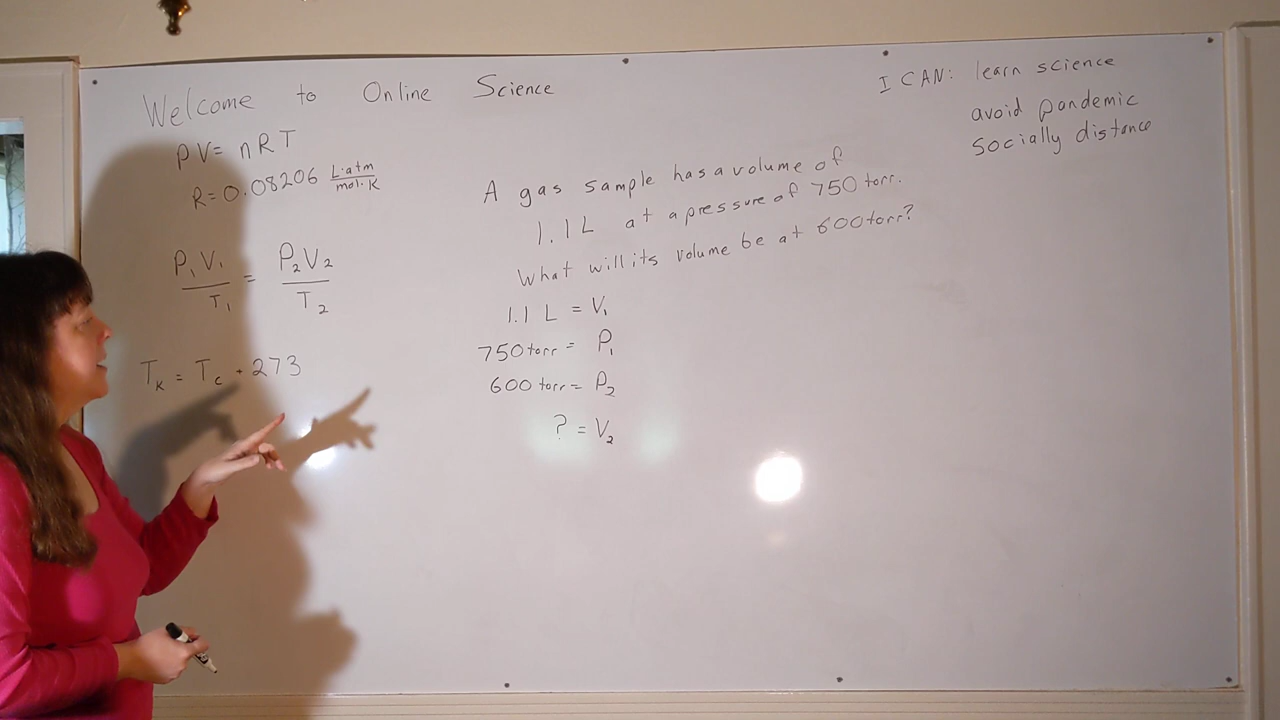 Welcome to Online Science
PV = nRT
R = 0.08206 L·atm/mol·K
P₁V₁/T₁ = P₂V₂/T₂
Tκ = T꜀ + 273
A gas sample has a volume of
1.1 L at a pressure of 750 torr.
What will its volume be at 600 torr?
1.1 L = V₁
750 torr = P₁
600 torr = P₂
? = V₂
I CAN: learn science
avoid pandemic
socially distance